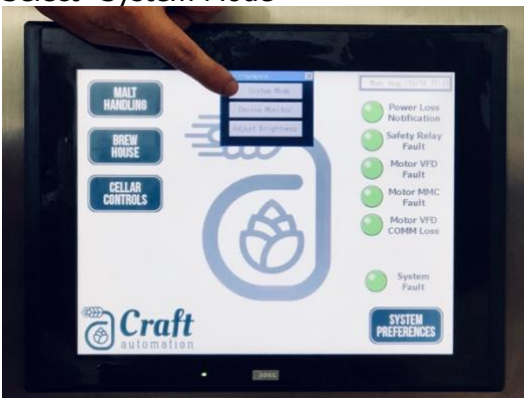 Select "System Mode"
MALT
HANDLING
BREW
HOUSE
CELLAR
CONTROLS
System Mode
Device Monitor
Adjust Brightness
Power Loss
Notification
Safety Relay
Fault
Motor VFD
Fault
Motor MMC
Fault
Motor VFD
COMM Loss
System
Fault
SYSTEM
PREFERENCES
Craft
automation